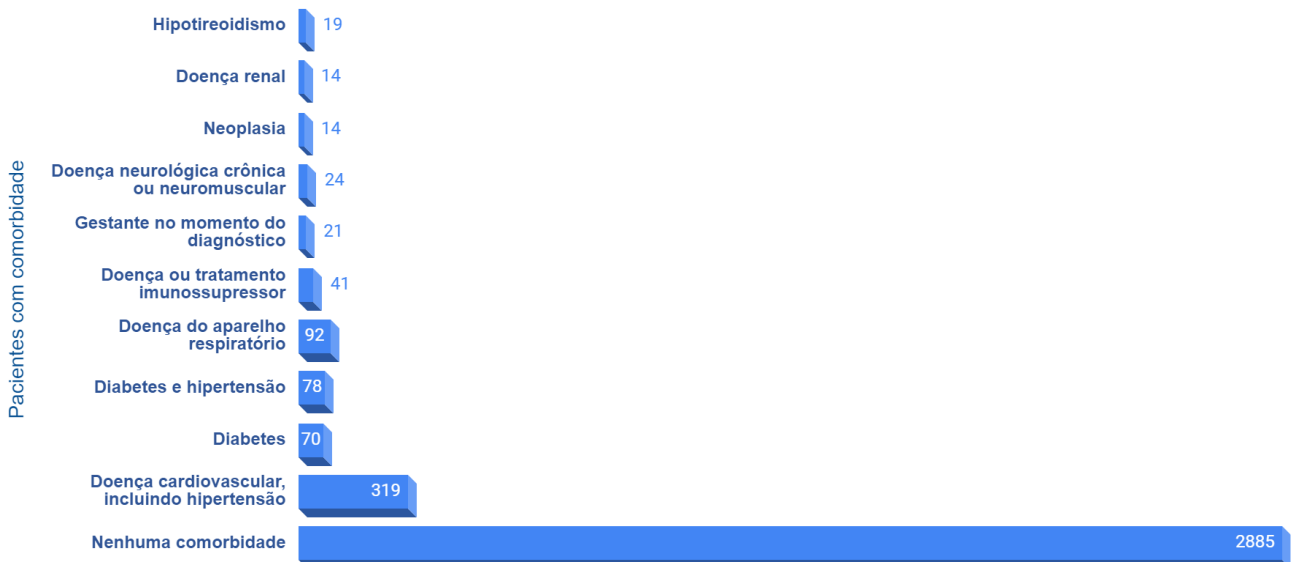 Pacientes com comorbidade
Hipotireoidismo 19
Doença renal 14
Neoplasia 14
Doença neurológica crônica
ou neuromuscular 24
Gestante no momento do
diagnóstico 21
Doença ou tratamento
imunossupressor 41
Doença do aparelho
respiratório 92
Diabetes e hipertensão 78
Diabetes 70
Doença cardiovascular,
incluindo hipertensão 319
Nenhuma comorbidade 2885